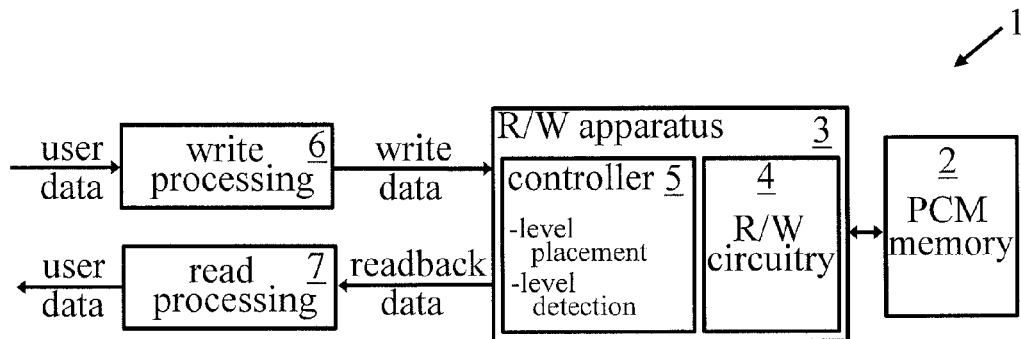 1
user
data
write 6
processing
write
data
R/W apparatus 3
controller 5
-level
placement
-level
detection
4
R/W
circuitry
2
PCM
memory
user
data
read 7
processing
readback
data